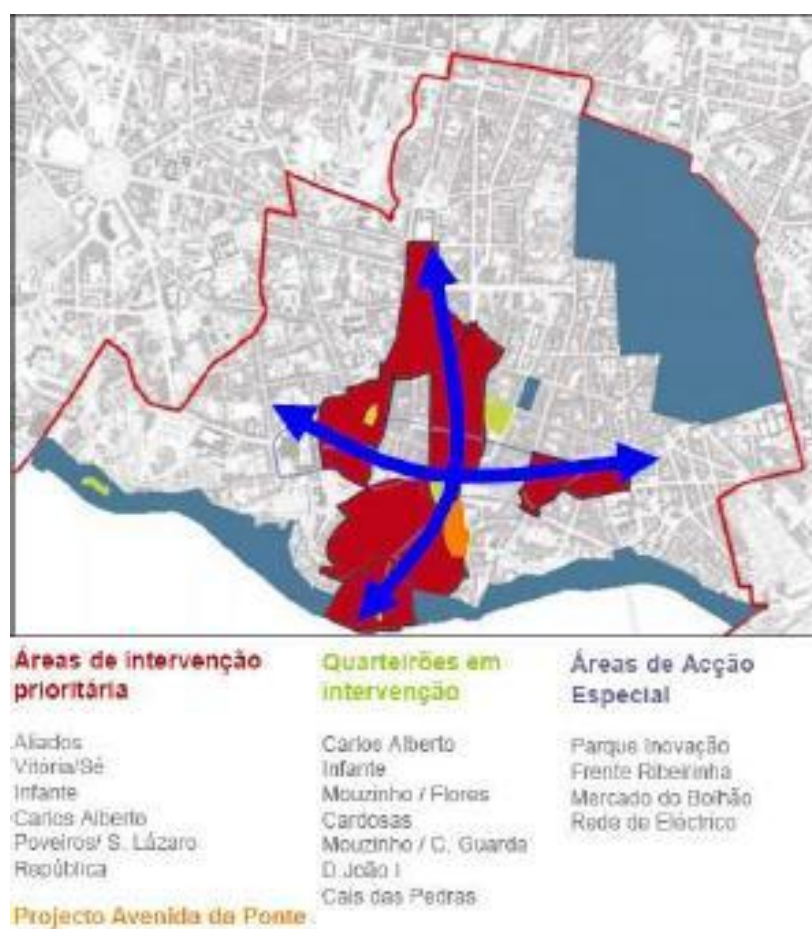 Áreas de intervenção
prioritária
Aliados
Vitória/Sé
Infante
Carlos Alberto
Poveiros/ S. Lázaro
República
Projecto Avenida da Ponte
Quarteirões em
intervenção
Carlos Alberto
Infante
Mouzinho / Flores
Cardosas
Mouzinho / C. Guarda
D João I
Cais das Pedras
Áreas de Acção
Especial
Parque Inovação
Frente Ribeirinha
Mercado do Bolhão
Rede de Eléctrico